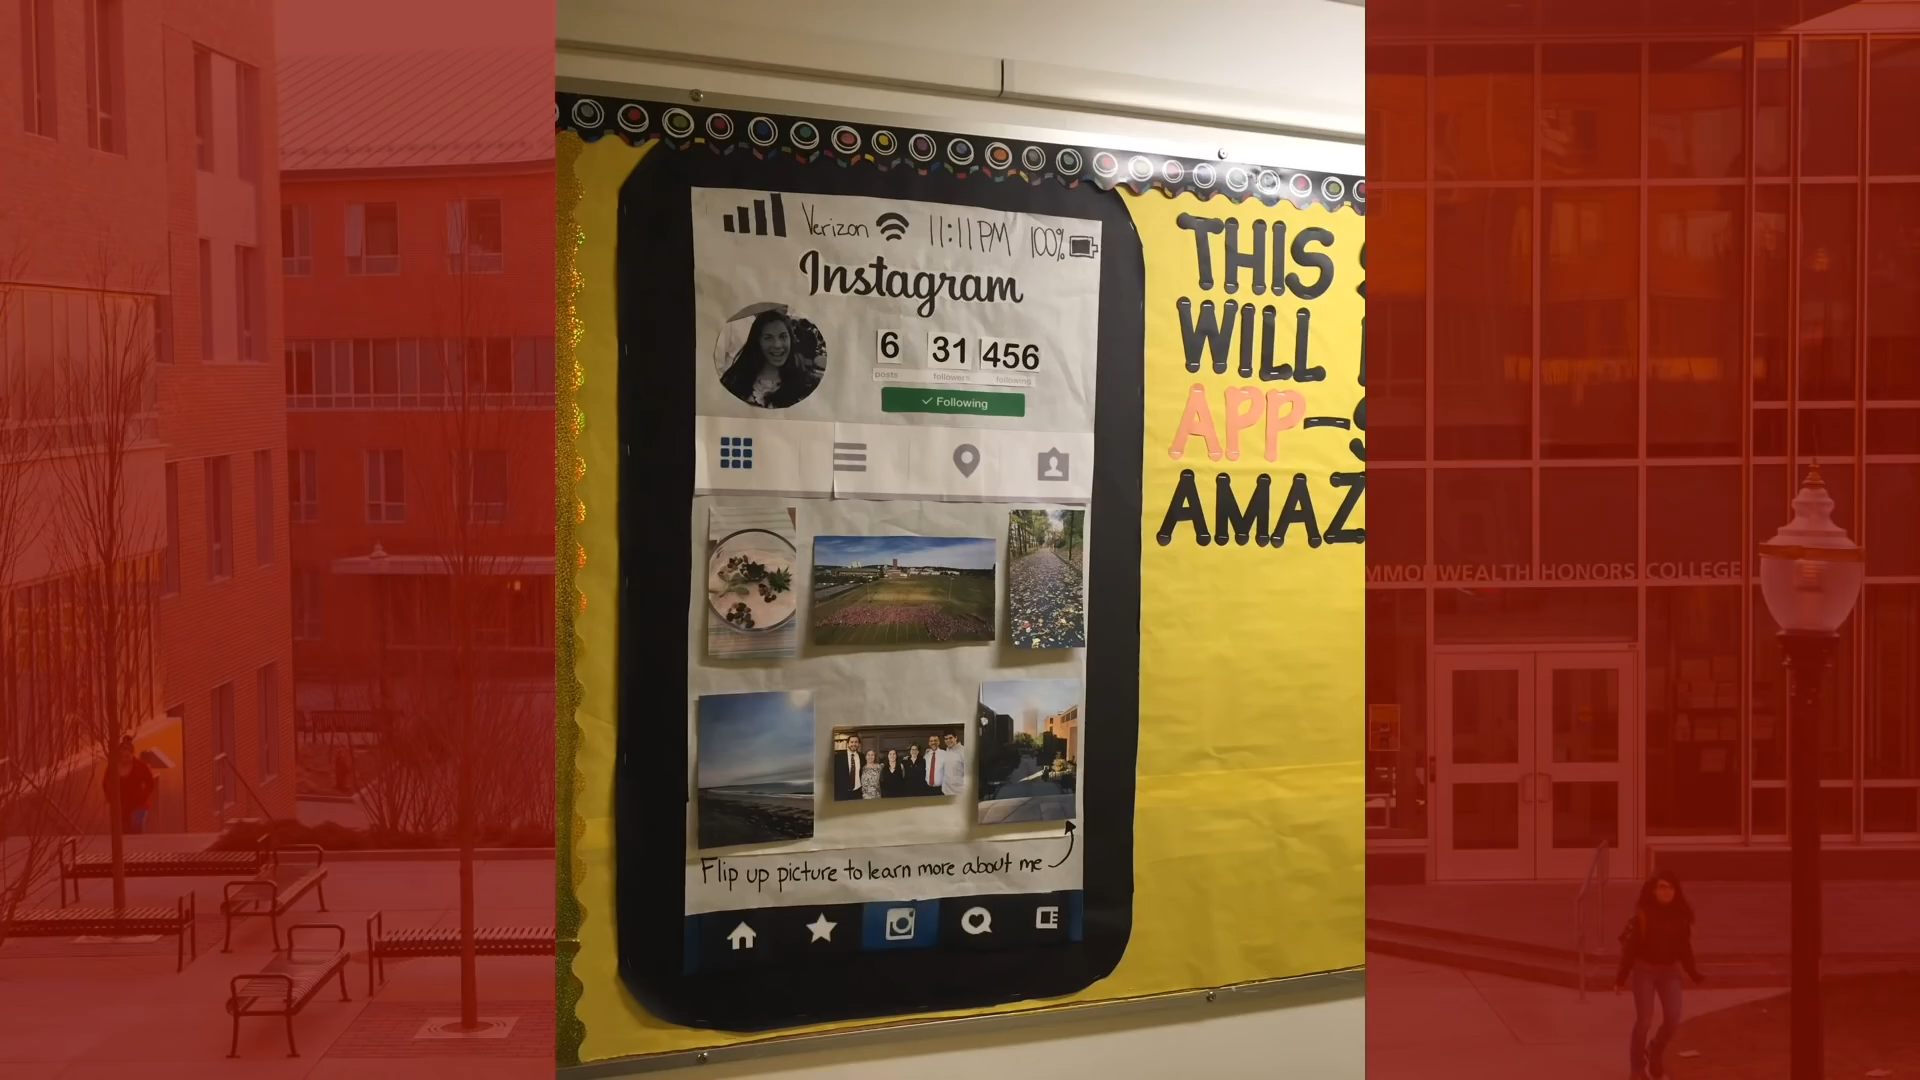 Verizon 11:11 PM 100%
Instagram
6 31 456
posts followers following
✓ Following
Flip up picture to learn more about me
THIS
WILL
APP-
AMAZ
MMONWEALTH HONORS COLLEGE